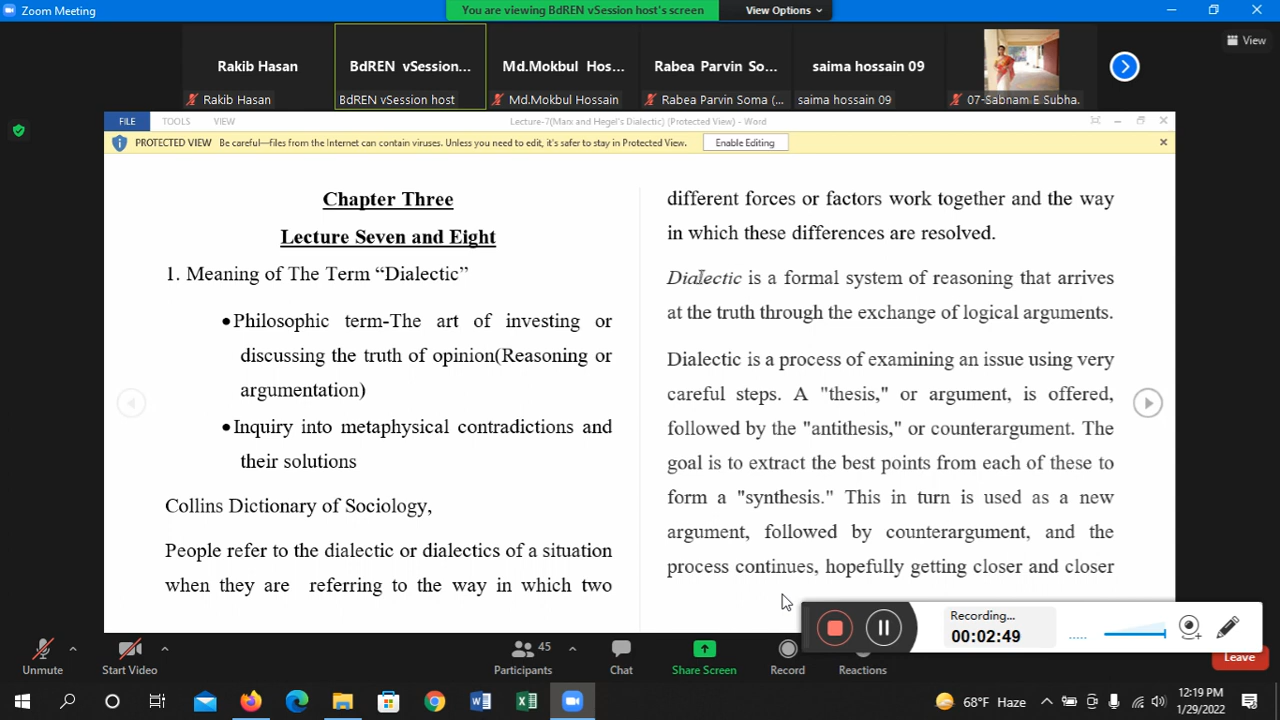 Zoom Meeting
You are viewing BdREN vSession host's screen
View Options
View
Rakib Hasan
BdREN vSession...
Md.Mokbul Hos...
Rabea Parvin So...
saima hossain 09
Rakib Hasan
BdREN vSession host
Md.Mokbul Hossain
Rabea Parvin Soma (...
saima hossain 09
07-Sabnam E Subha.
FILE TOOLS VIEW
Lecture-7(Marx and Hegel's Dialectic) (Protected View) - Word
PROTECTED VIEW Be careful—files from the Internet can contain viruses. Unless you need to edit, it's safer to stay in Protected View.
Enable Editing
Chapter Three
Lecture Seven and Eight
1. Meaning of The Term “Dialectic”
•Philosophic term-The art of investing or
discussing the truth of opinion(Reasoning or
argumentation)
•Inquiry into metaphysical contradictions and
their solutions
Collins Dictionary of Sociology,
People refer to the dialectic or dialectics of a situation
when they are referring to the way in which two
different forces or factors work together and the way
in which these differences are resolved.
Dialectic is a formal system of reasoning that arrives
at the truth through the exchange of logical arguments.
Dialectic is a process of examining an issue using very
careful steps. A "thesis," or argument, is offered,
followed by the "antithesis," or counterargument. The
goal is to extract the best points from each of these to
form a "synthesis." This in turn is used as a new
argument, followed by counterargument, and the
process continues, hopefully getting closer and closer
Recording...
00:02:49
Unmute
Start Video
45
Participants
Chat
Share Screen
Record
Reactions
Leave
68°F Haze
12:19 PM
1/29/2022